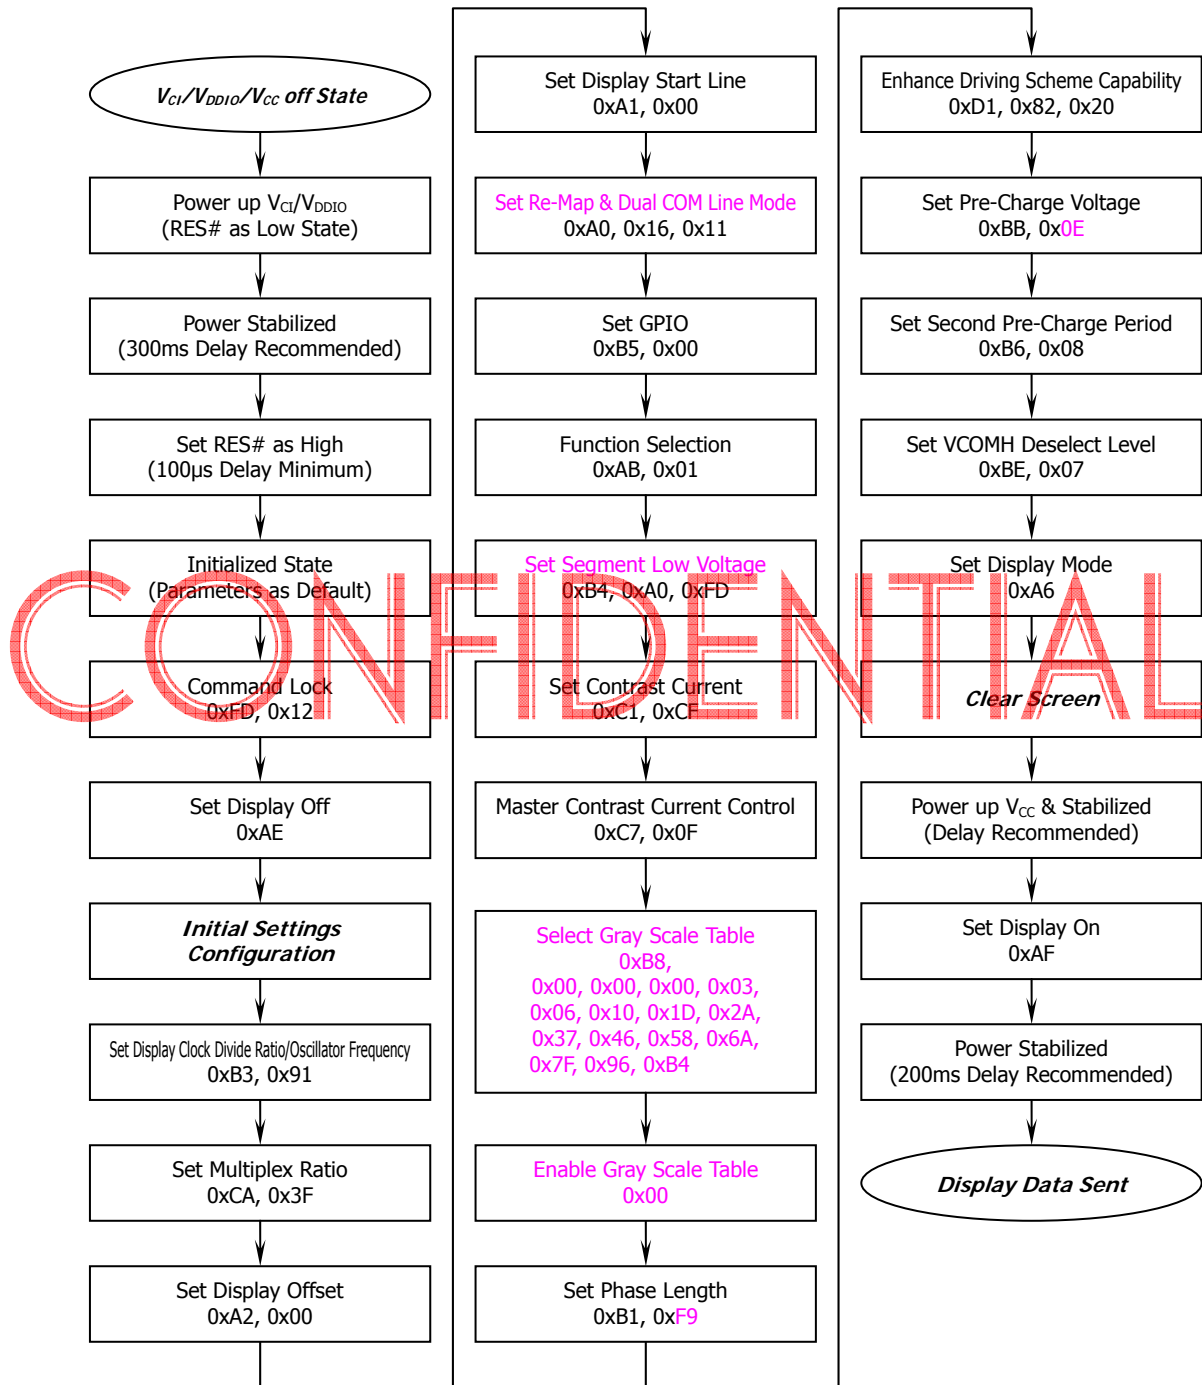 V_CI/V_DDIO/V_CC off State
Power up V_CI/V_DDIO
(RES# as Low State)
Power Stabilized
(300ms Delay Recommended)
Set RES# as High
(100µs Delay Minimum)
Initialized State
(Parameters as Default)
Command Lock
0xFD, 0x12
Set Display Off
0xAE
Initial Settings
Configuration
Set Display Clock Divide Ratio/Oscillator Frequency
0xB3, 0x91
Set Multiplex Ratio
0xCA, 0x3F
Set Display Offset
0xA2, 0x00
Set Display Start Line
0xA1, 0x00
Set Re-Map & Dual COM Line Mode
0xA0, 0x16, 0x11
Set GPIO
0xB5, 0x00
Function Selection
0xAB, 0x01
Set Segment Low Voltage
0xB4, 0xA0, 0xFD
Set Contrast Current
0xC1, 0xCF
Master Contrast Current Control
0xC7, 0x0F
Select Gray Scale Table
0xB8,
0x00, 0x00, 0x00, 0x03,
0x06, 0x10, 0x1D, 0x2A,
0x37, 0x46, 0x58, 0x6A,
0x7F, 0x96, 0xB4
Enable Gray Scale Table
0x00
Set Phase Length
0xB1, 0xF9
Enhance Driving Scheme Capability
0xD1, 0x82, 0x20
Set Pre-Charge Voltage
0xBB, 0x0E
Set Second Pre-Charge Period
0xB6, 0x08
Set VCOMH Deselect Level
0xBE, 0x07
Set Display Mode
0xA6
Clear Screen
Power up V_CC & Stabilized
(Delay Recommended)
Set Display On
0xAF
Power Stabilized
(200ms Delay Recommended)
Display Data Sent
CONFIDENTIAL